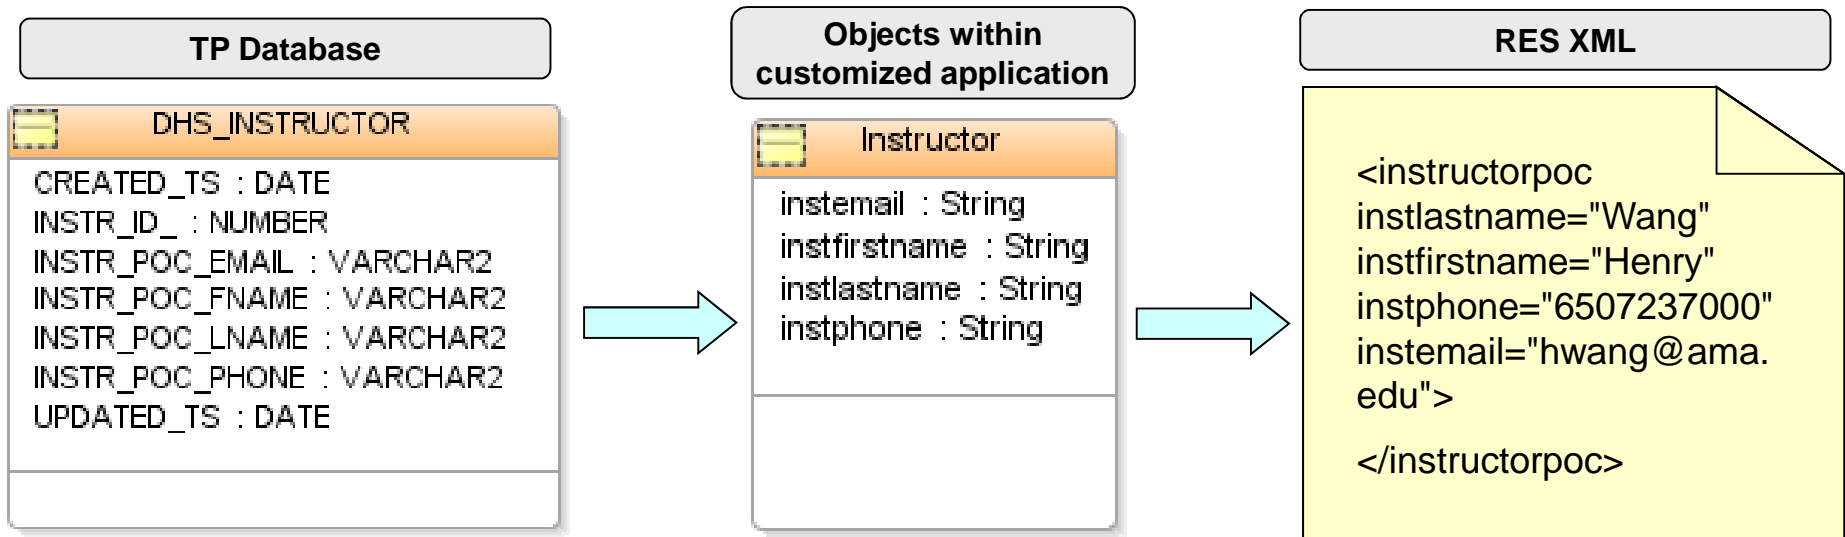 TP Database
DHS_INSTRUCTOR
CREATED_TS : DATE
INSTR_ID_ : NUMBER
INSTR_POC_EMAIL : VARCHAR2
INSTR_POC_FNAME : VARCHAR2
INSTR_POC_LNAME : VARCHAR2
INSTR_POC_PHONE : VARCHAR2
UPDATED_TS : DATE
Objects within
customized application
Instructor
instemail : String
instfirstname : String
instlastname : String
instphone : String
RES XML
<instructorpoc
instlastname="Wang"
instfirstname="Henry"
instphone="6507237000"
instemail="hwang@ama.
edu">
</instructorpoc>